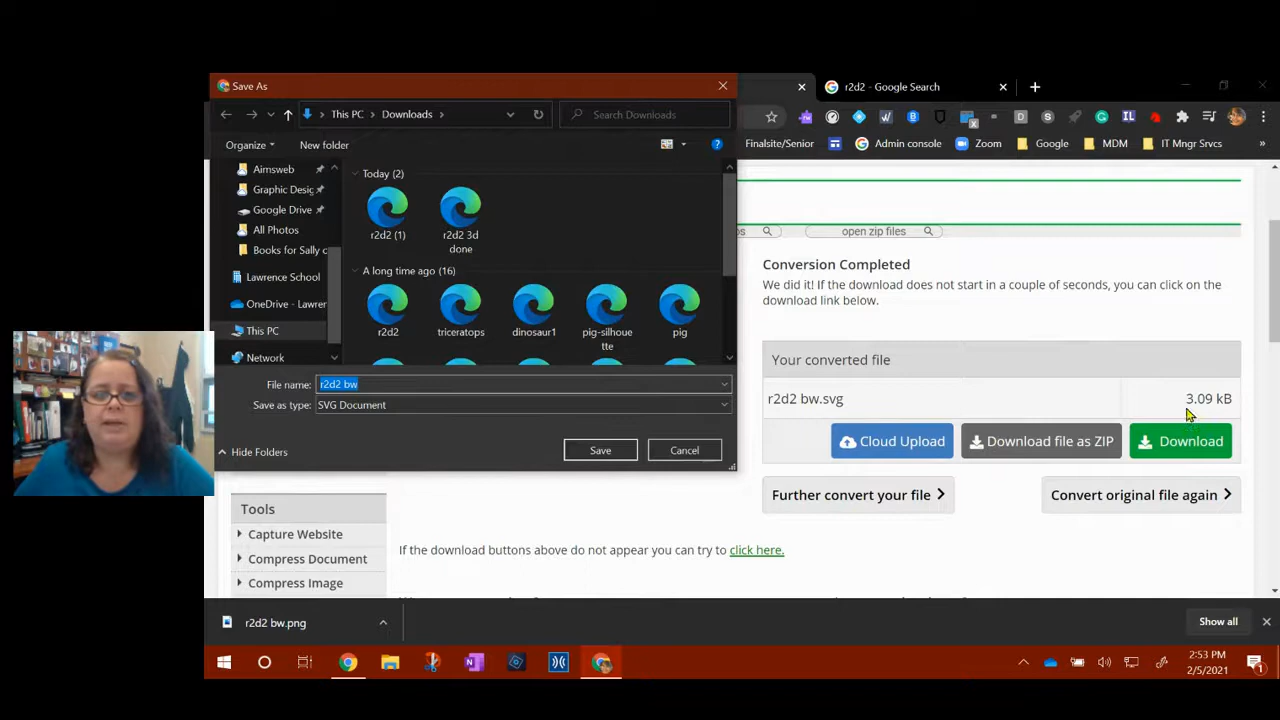 Save As
r2d2 - Google Search
This PC
Downloads
Search Downloads
Organize
New folder
Finalsite/Senior
Admin console
Zoom
Google
MDM
IT Mngr Srvcs
Aimsweb
Graphic Desig
Google Drive
All Photos
Books for Sally c
Lawrence School
OneDrive - Lawren
This PC
Network
Today (2)
r2d2 (1)
r2d2 3d
done
A long time ago (16)
r2d2
triceratops
dinosaur1
pig-silhoue
tte
pig
File name:
r2d2 bw
Save as type:
SVG Document
Hide Folders
Save
Cancel
open zip files
Conversion Completed
We did it! If the download does not start in a couple of seconds, you can click on the
download link below.
Your converted file
r2d2 bw.svg
3.09 kB
Cloud Upload
Download file as ZIP
Download
Further convert your file
Convert original file again
Tools
Capture Website
Compress Document
Compress Image
If the download buttons above do not appear you can try to click here.
r2d2 bw.png
Show all
2:53 PM
2/5/2021